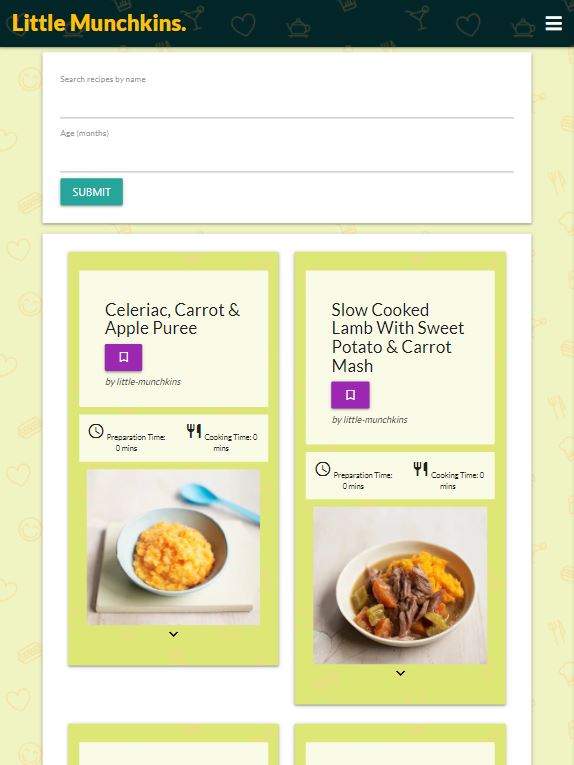 Little Munchkins.
Search recipes by name
Age (months)
SUBMIT
Celeriac, Carrot &
Apple Puree
by little-munchkins
Preparation Time:
0 mins
Cooking Time: 0
mins
Slow Cooked
Lamb With Sweet
Potato & Carrot
Mash
by little-munchkins
Preparation Time:
0 mins
Cooking Time: 0
mins